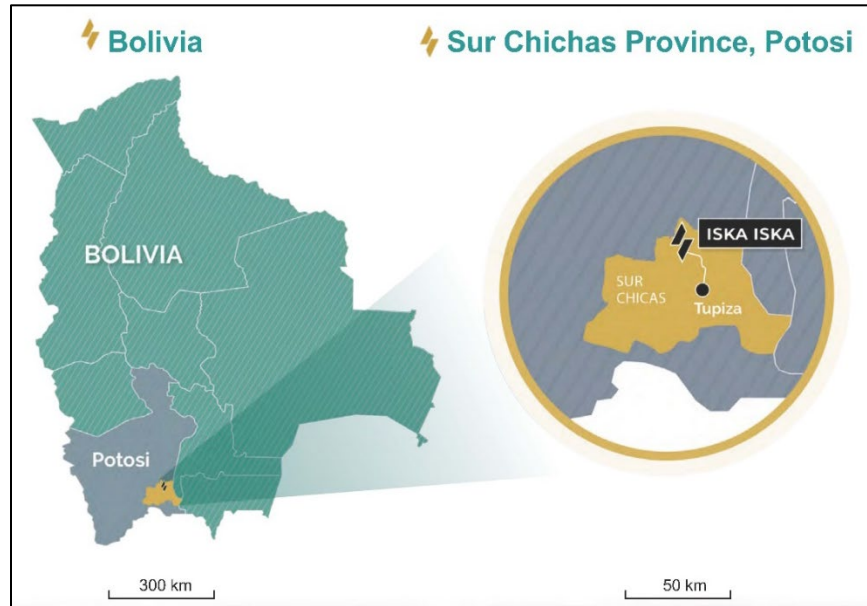 Bolivia
Sur Chichas Province, Potosi
BOLIVIA
Potosi
300 km
ISKA ISKA
SUR
CHICAS
Tupiza
50 km